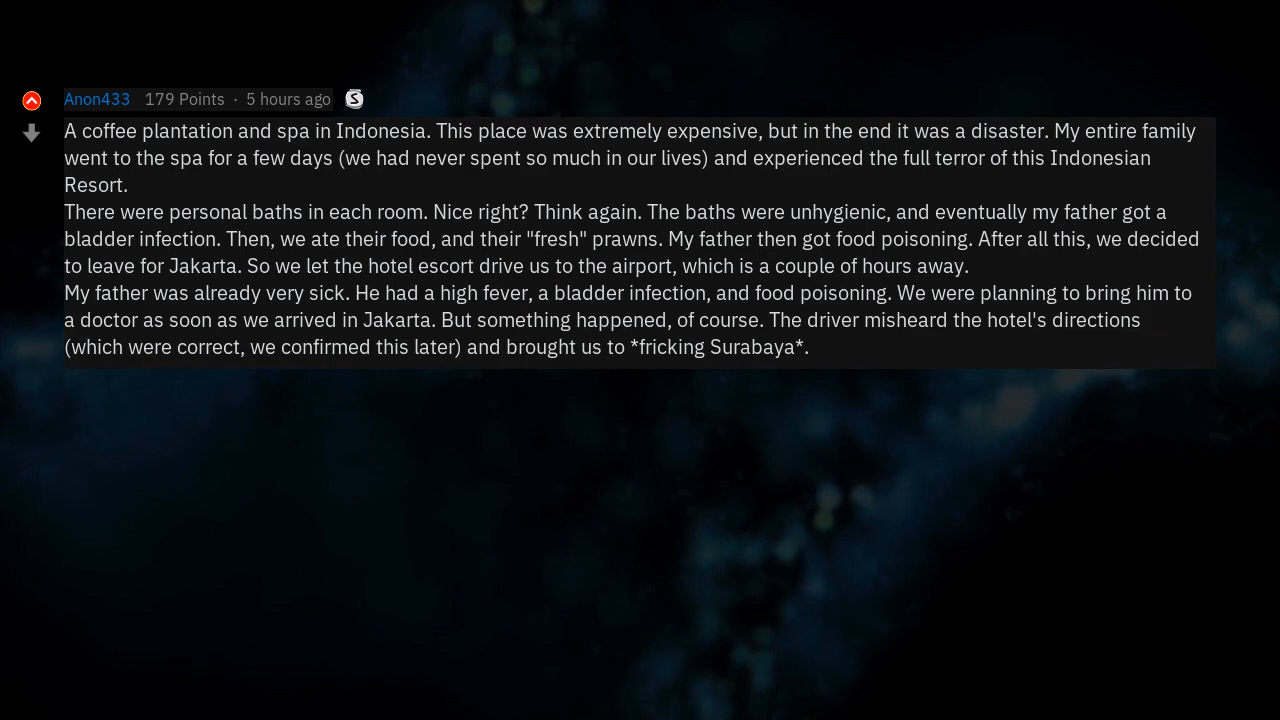 Anon433 179 Points · 5 hours ago S
A coffee plantation and spa in Indonesia. This place was extremely expensive, but in the end it was a disaster. My entire family
went to the spa for a few days (we had never spent so much in our lives) and experienced the full terror of this Indonesian
Resort.
There were personal baths in each room. Nice right? Think again. The baths were unhygienic, and eventually my father got a
bladder infection. Then, we ate their food, and their "fresh" prawns. My father then got food poisoning. After all this, we decided
to leave for Jakarta. So we let the hotel escort drive us to the airport, which is a couple of hours away.
My father was already very sick. He had a high fever, a bladder infection, and food poisoning. We were planning to bring him to
a doctor as soon as we arrived in Jakarta. But something happened, of course. The driver misheard the hotel's directions
(which were correct, we confirmed this later) and brought us to *fricking Surabaya*.